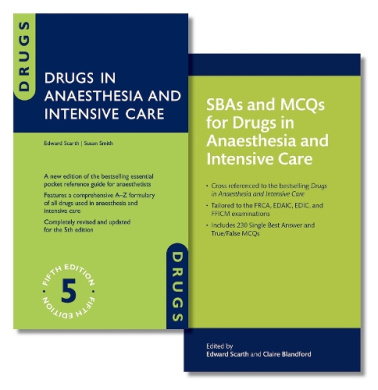 DRUGS
DRUGS IN
ANAESTHESIA AND
INTENSIVE CARE
Edward Scarth | Susan Smith
A new edition of the bestselling essential
pocket reference guide for anaesthetists
Features a comprehensive A–Z formulary
of all drugs used in anaesthesia and
intensive care
Completely revised and updated
for the 5th edition
FIFTH EDITION
5
FIFTH EDITION
DRUGS
SBAs and MCQs
for Drugs in
Anaesthesia and
Intensive Care
• Cross referenced to the bestselling Drugs
in Anaesthesia and Intensive Care
• Tailored to the FRCA, EDAIC, EDIC, and
FFICM examinations
• Includes 230 Single Best Answer and
True/False MCQs
Edited by
Edward Scarth and Claire Blandford